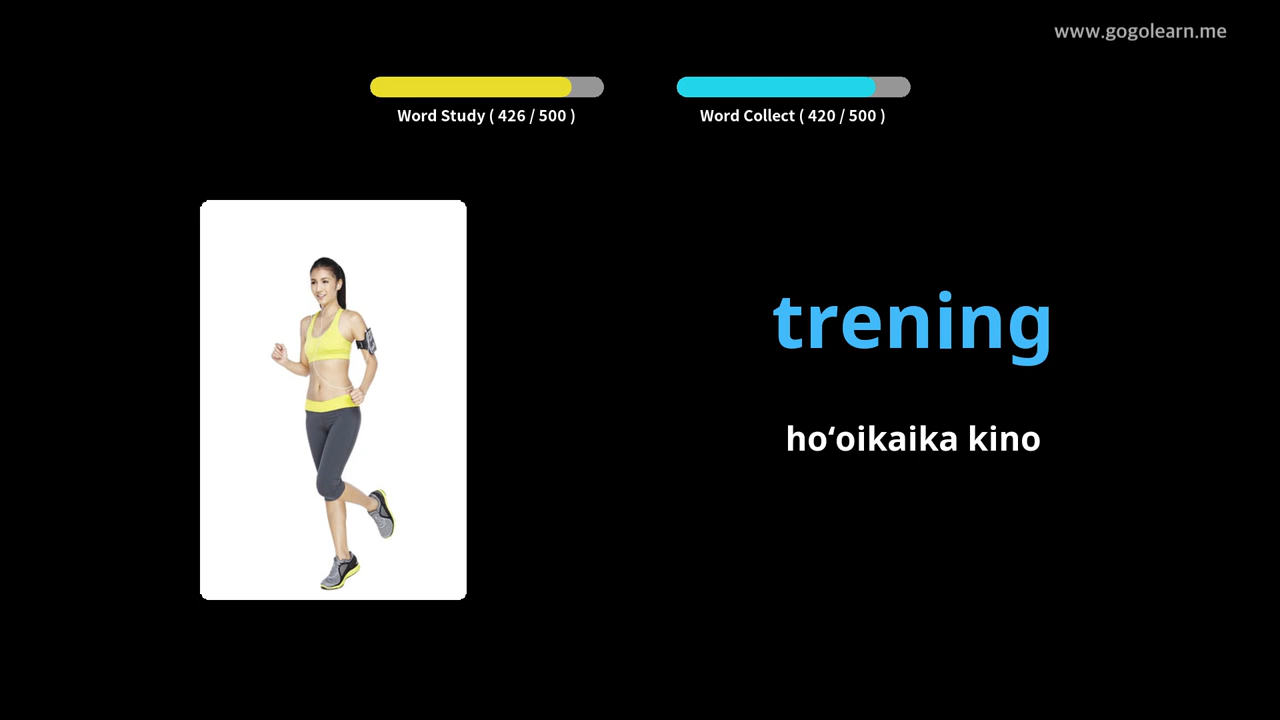 www.gogolearn.me
Word Study ( 426 / 500 )
Word Collect ( 420 / 500 )
trening
hoʻoikaika kino